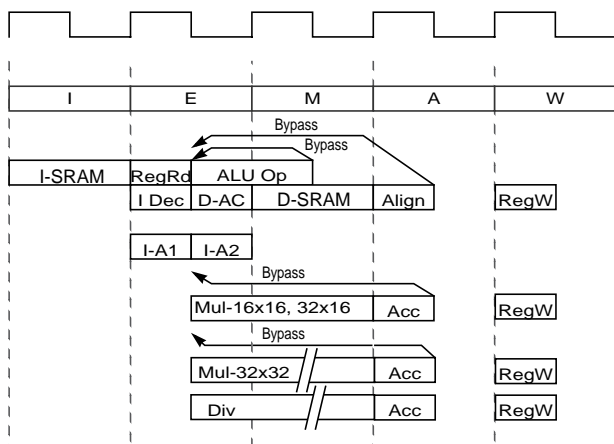 I E M A W
Bypass
Bypass
I-SRAM RegRd ALU Op
I Dec D-AC D-SRAM Align RegW
I-A1 I-A2
Bypass
Mul-16x16, 32x16 Acc RegW
Bypass
Mul-32x32 Acc RegW
Div Acc RegW